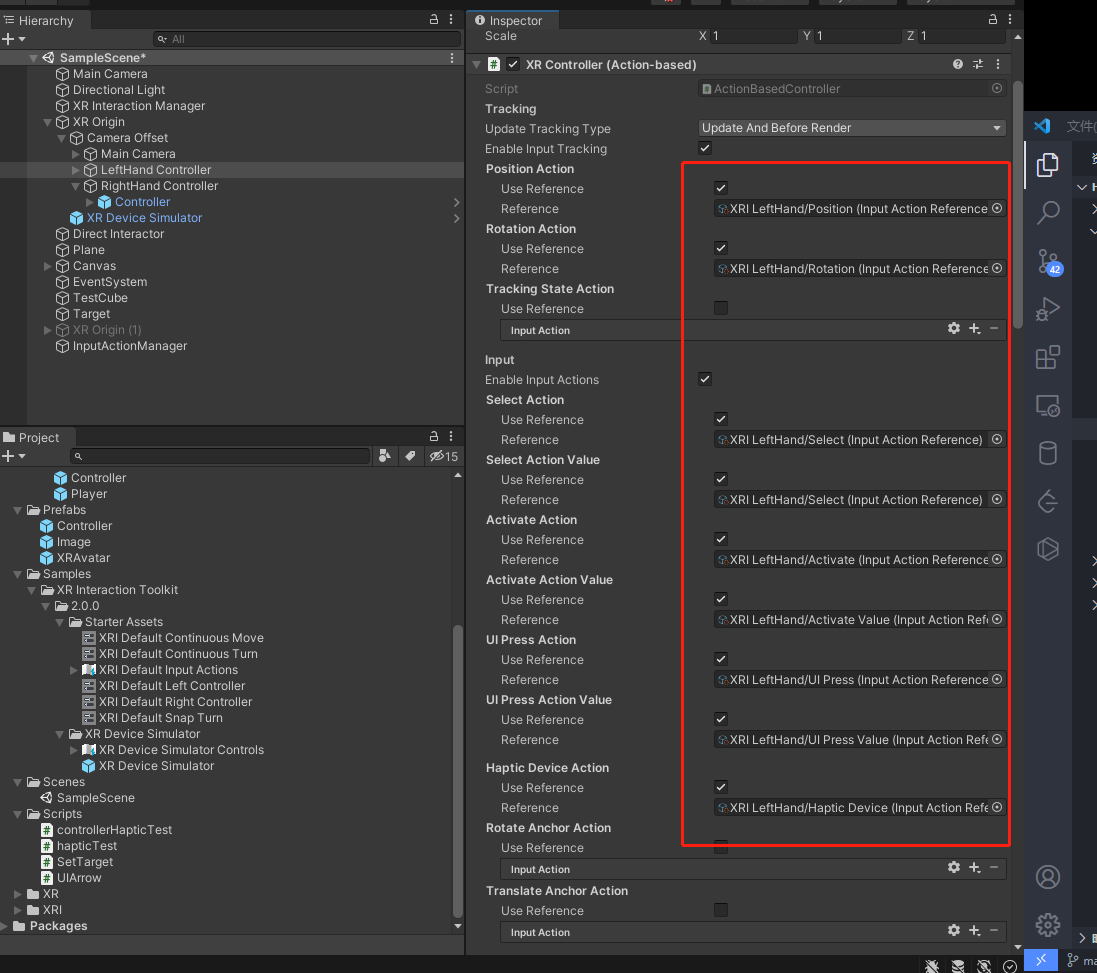 Hierarchy
All
SampleScene*
Main Camera
Directional Light
XR Interaction Manager
XR Origin
Camera Offset
Main Camera
LeftHand Controller
RightHand Controller
Controller
XR Device Simulator
Direct Interactor
Plane
Canvas
EventSystem
TestCube
Target
XR Origin (1)
InputActionManager
Project
15
Controller
Player
Prefabs
Controller
Image
XRAvatar
Samples
XR Interaction Toolkit
2.0.0
Starter Assets
XRI Default Continuous Move
XRI Default Continuous Turn
XRI Default Input Actions
XRI Default Left Controller
XRI Default Right Controller
XRI Default Snap Turn
XR Device Simulator
XR Device Simulator Controls
XR Device Simulator
Scenes
SampleScene
Scripts
controllerHapticTest
hapticTest
SetTarget
UIArrow
XR
XRI
Packages
Inspector
Scale X 1 Y 1 Z 1
XR Controller (Action-based)
Script ActionBasedController
Tracking
Update Tracking Type Update And Before Render
Enable Input Tracking
Position Action
Use Reference
Reference XRI LeftHand/Position (Input Action Reference
Rotation Action
Use Reference
Reference XRI LeftHand/Rotation (Input Action Reference
Tracking State Action
Use Reference
Input Action
Input
Enable Input Actions
Select Action
Use Reference
Reference XRI LeftHand/Select (Input Action Reference)
Select Action Value
Use Reference
Reference XRI LeftHand/Select (Input Action Reference)
Activate Action
Use Reference
Reference XRI LeftHand/Activate (Input Action Reference
Activate Action Value
Use Reference
Reference XRI LeftHand/Activate Value (Input Action Refe
UI Press Action
Use Reference
Reference XRI LeftHand/UI Press (Input Action Reference
UI Press Action Value
Use Reference
Reference XRI LeftHand/UI Press Value (Input Action Refe
Haptic Device Action
Use Reference
Reference XRI LeftHand/Haptic Device (Input Action Refe
Rotate Anchor Action
Use Reference
Input Action
Translate Anchor Action
Use Reference
Input Action
文件(
42
ma